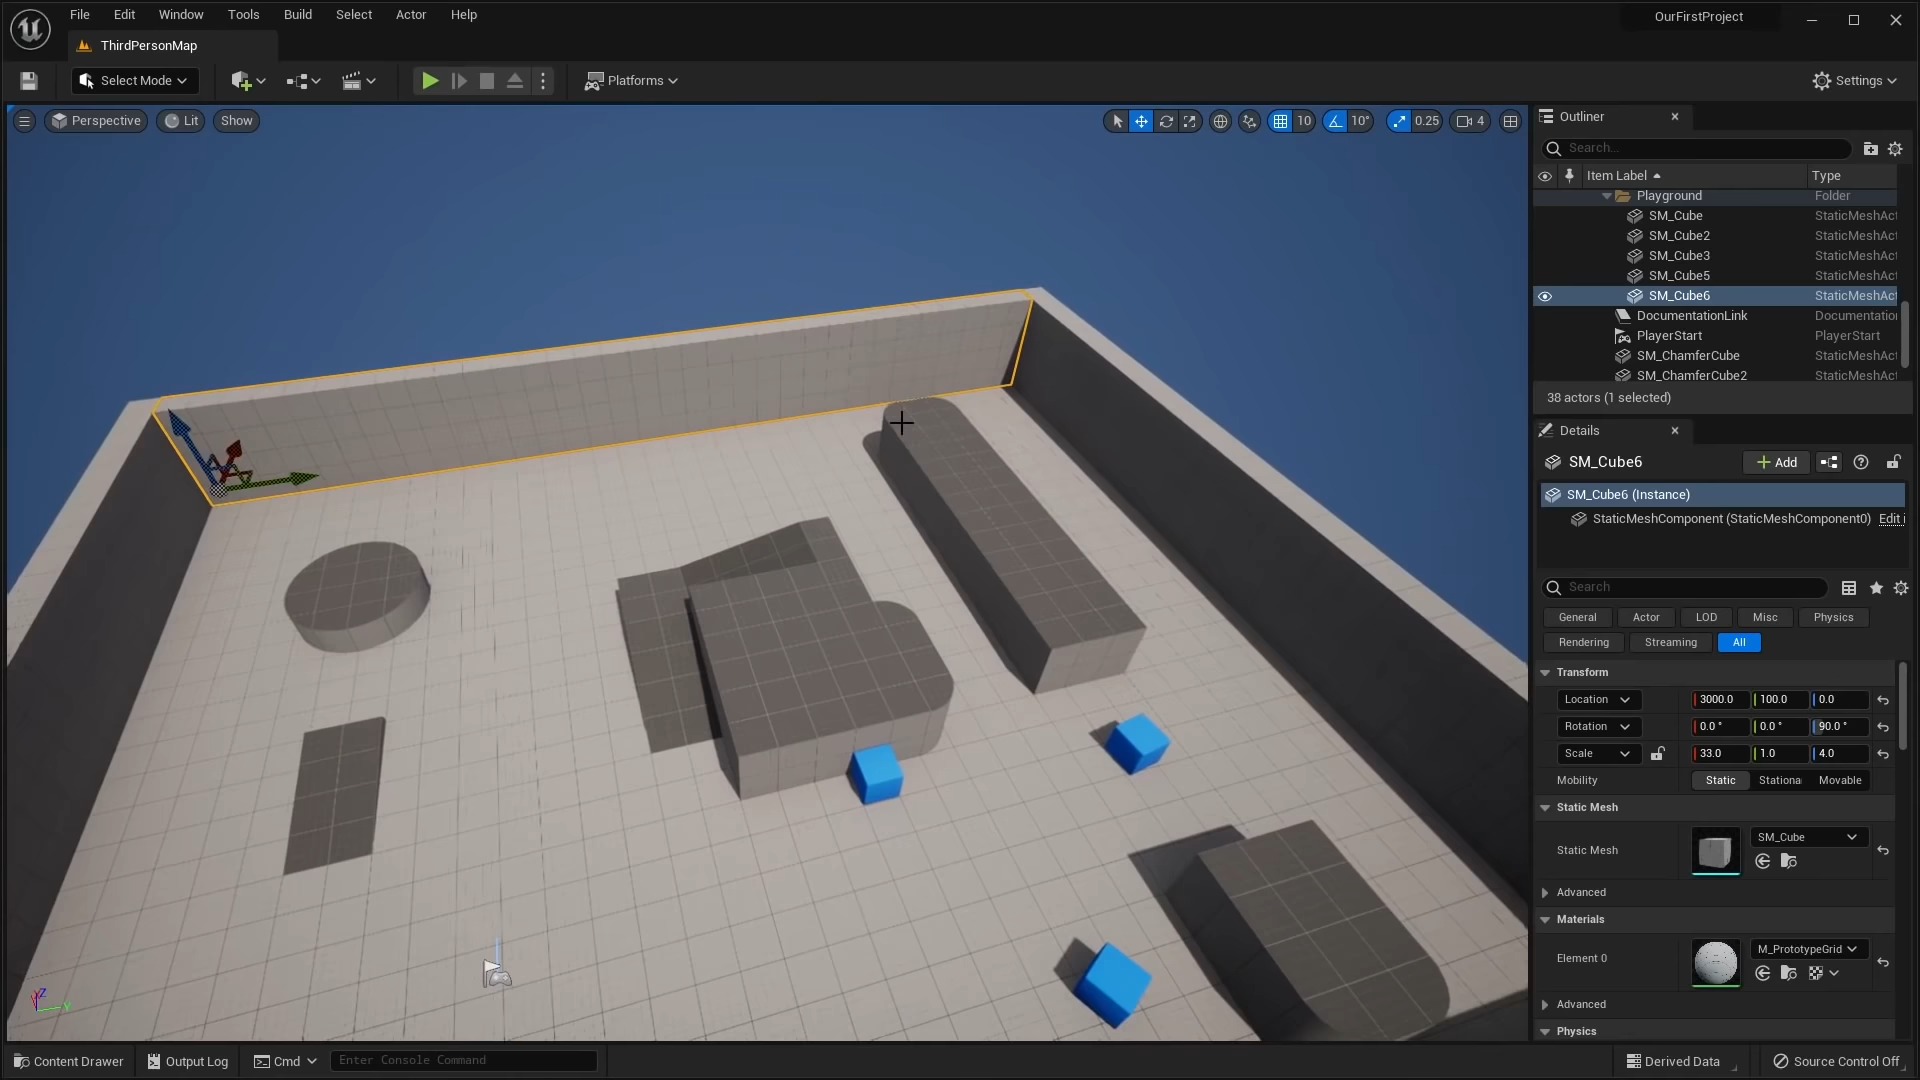 File Edit Window Tools Build Select Actor Help
OurFirstProject
ThirdPersonMap
Select Mode
Platforms
Settings
Perspective Lit Show
10 10° 0.25 4
Outliner
Search...
Item Label Type
Playground Folder
SM_Cube StaticMeshAct
SM_Cube2 StaticMeshAct
SM_Cube3 StaticMeshAct
SM_Cube5 StaticMeshAct
SM_Cube6 StaticMeshAct
DocumentationLink Documentation
PlayerStart PlayerStart
SM_ChamferCube StaticMeshAct
SM_ChamferCube2 StaticMeshAct
38 actors (1 selected)
Details
SM_Cube6 + Add
SM_Cube6 (Instance)
StaticMeshComponent (StaticMeshComponent0) Edit i
Search
General Actor LOD Misc Physics
Rendering Streaming All
Transform
Location 3000.0 100.0 0.0
Rotation 0.0 ° 0.0 ° 90.0 °
Scale 33.0 1.0 4.0
Mobility Static Stationa Movable
Static Mesh
SM_Cube
Static Mesh
Advanced
Materials
M_PrototypeGrid
Element 0
Advanced
Physics
Z
Y
Content Drawer Output Log Cmd Enter Console Command
Derived Data Source Control Off